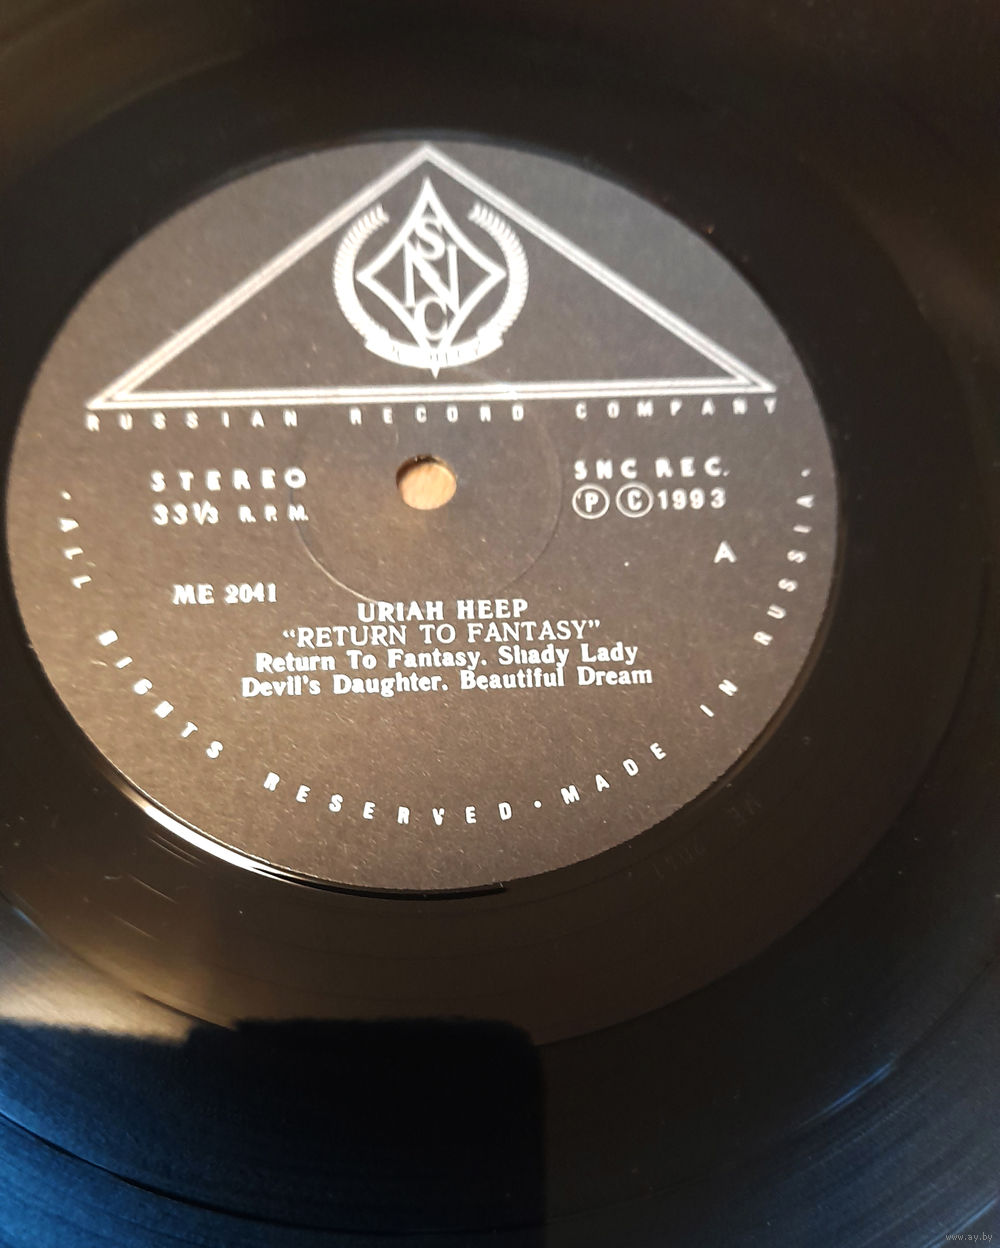 SNC
RUSSIAN RECORD COMPANY
STEREO
33⅓ R.P.M.
SNC REC.
Ⓟ Ⓒ 1993
A
ME 2041
URIAH HEEP
“RETURN TO FANTASY”
Return To Fantasy. Shady Lady
Devil's Daughter. Beautiful Dream
· ALL RIGHTS RESERVED · MADE IN RUSSIA ·
www.ay.by